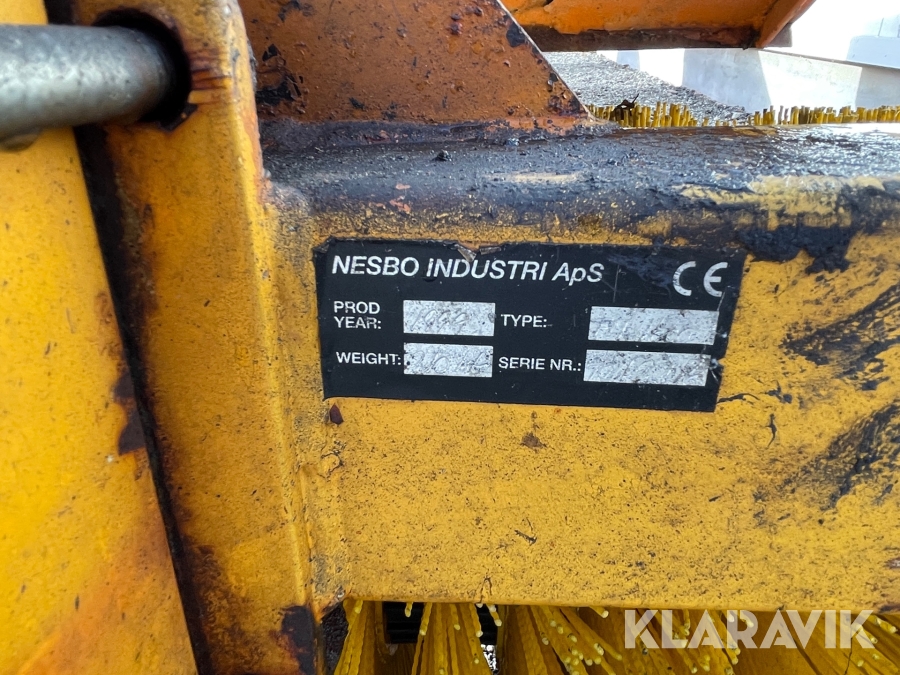 NESBO INDUSTRI ApS CE
PROD YEAR: TYPE:
WEIGHT: SERIE NR.:
KLARAVIK